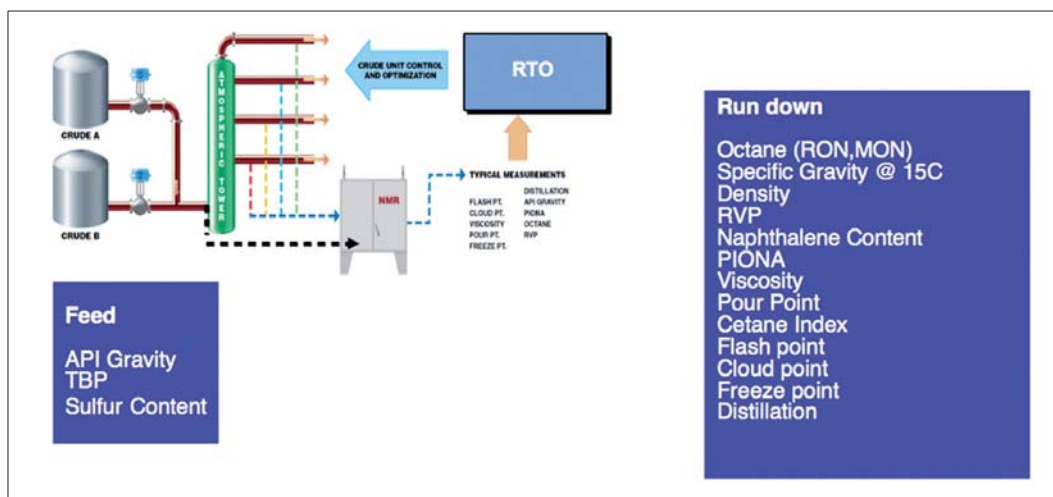 CRUDE A
CRUDE B
ATMOSPHERIC TOWER
CRUDE UNIT CONTROL
AND OPTIMIZATION
RTO
NMR
TYPICAL MEASUREMENTS
DISTILLATION
FLASH PT. API GRAVITY
CLOUD PT. PIONA
VISCOSITY OCTANE
POUR PT. RVP
FREEZE PT.
Feed
API Gravity
TBP
Sulfur Content
Run down
Octane (RON,MON)
Specific Gravity @ 15C
Density
RVP
Naphthalene Content
PIONA
Viscosity
Pour Point
Cetane Index
Flash point
Cloud point
Freeze point
Distillation